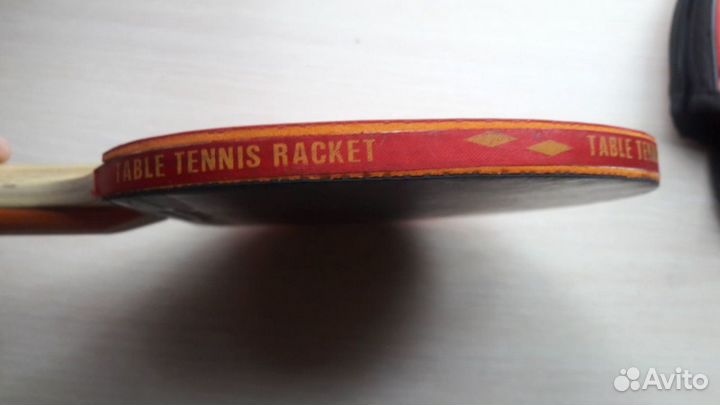 TABLE TENNIS RACKET TABLE
Avito